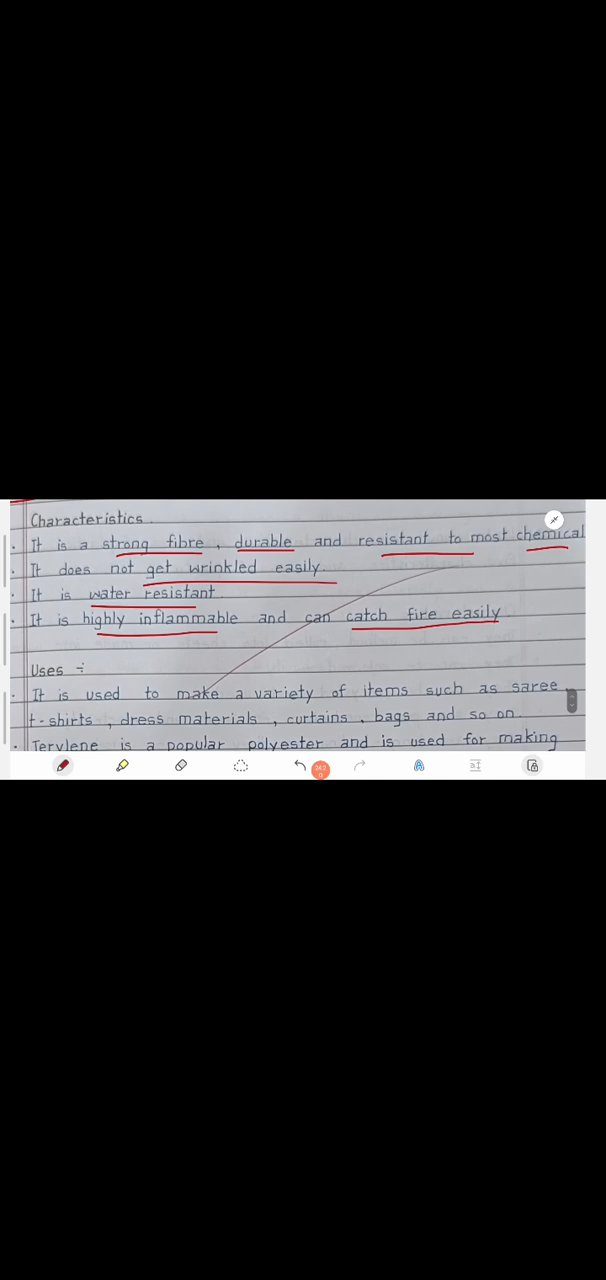 Characteristics.
• It is a strong fibre, durable and resistant to most chemical
• It does not get wrinkled easily.
• It is water resistant.
• It is highly inflammable and can catch fire easily.
Uses ÷
• It is used to make a variety of items such as saree,
t-shirts, dress materials, curtains, bags and so on.
• Terylene is a popular polyester and is used for making